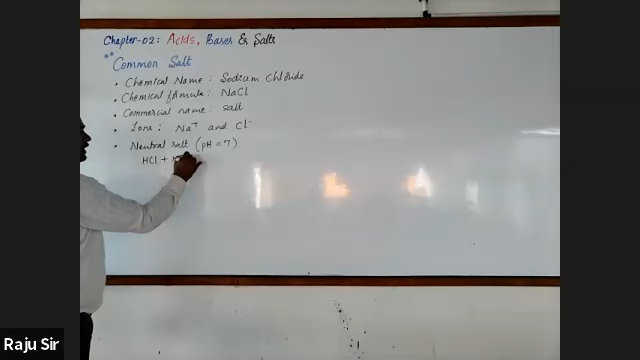 Chapter-02: Acids, Bases & Salts
** Common Salt
• Chemical Name : Sodium Chloride
• Chemical formula : NaCl
• Commercial name : salt
• Ions : Na⁺ and Cl⁻
• Neutral salt (pH = 7)
HCl +
Raju Sir